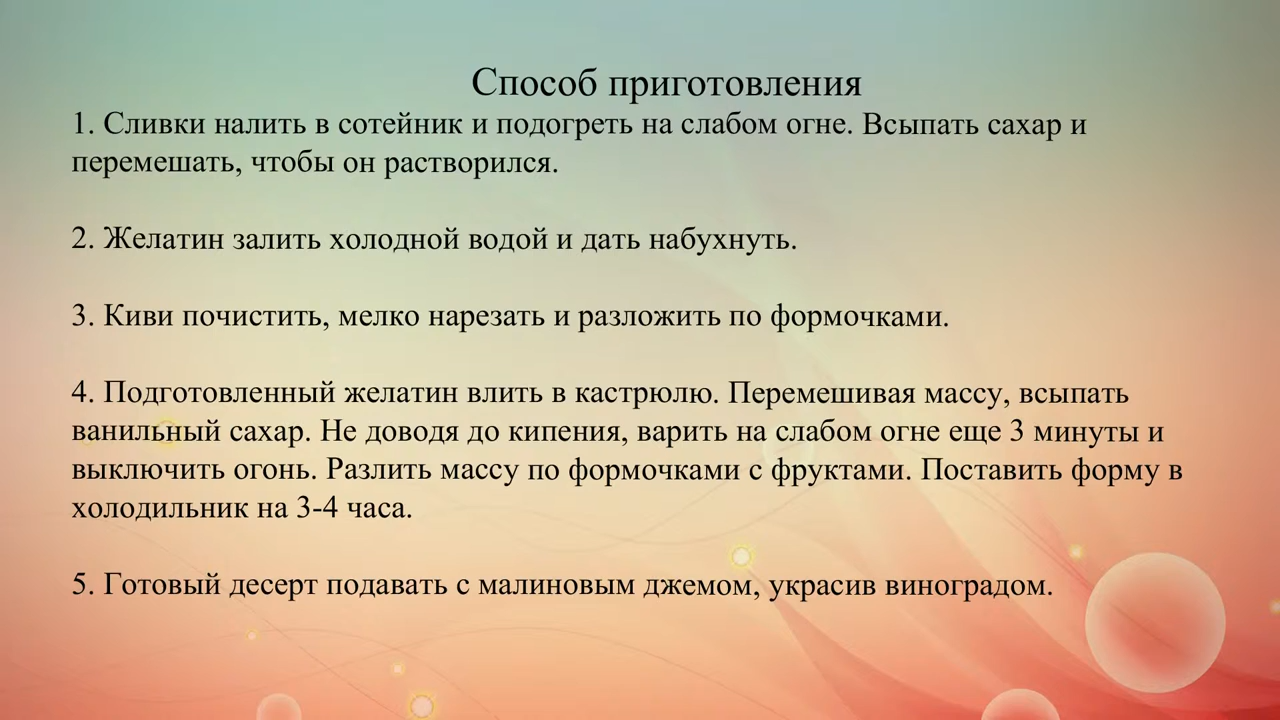 Способ приготовления
1. Сливки налить в сотейник и подогреть на слабом огне. Всыпать сахар и
перемешать, чтобы он растворился.
2. Желатин залить холодной водой и дать набухнуть.
3. Киви почистить, мелко нарезать и разложить по формочками.
4. Подготовленный желатин влить в кастрюлю. Перемешивая массу, всыпать
ванильный сахар. Не доводя до кипения, варить на слабом огне еще 3 минуты и
выключить огонь. Разлить массу по формочками с фруктами. Поставить форму в
холодильник на 3-4 часа.
5. Готовый десерт подавать с малиновым джемом, украсив виноградом.